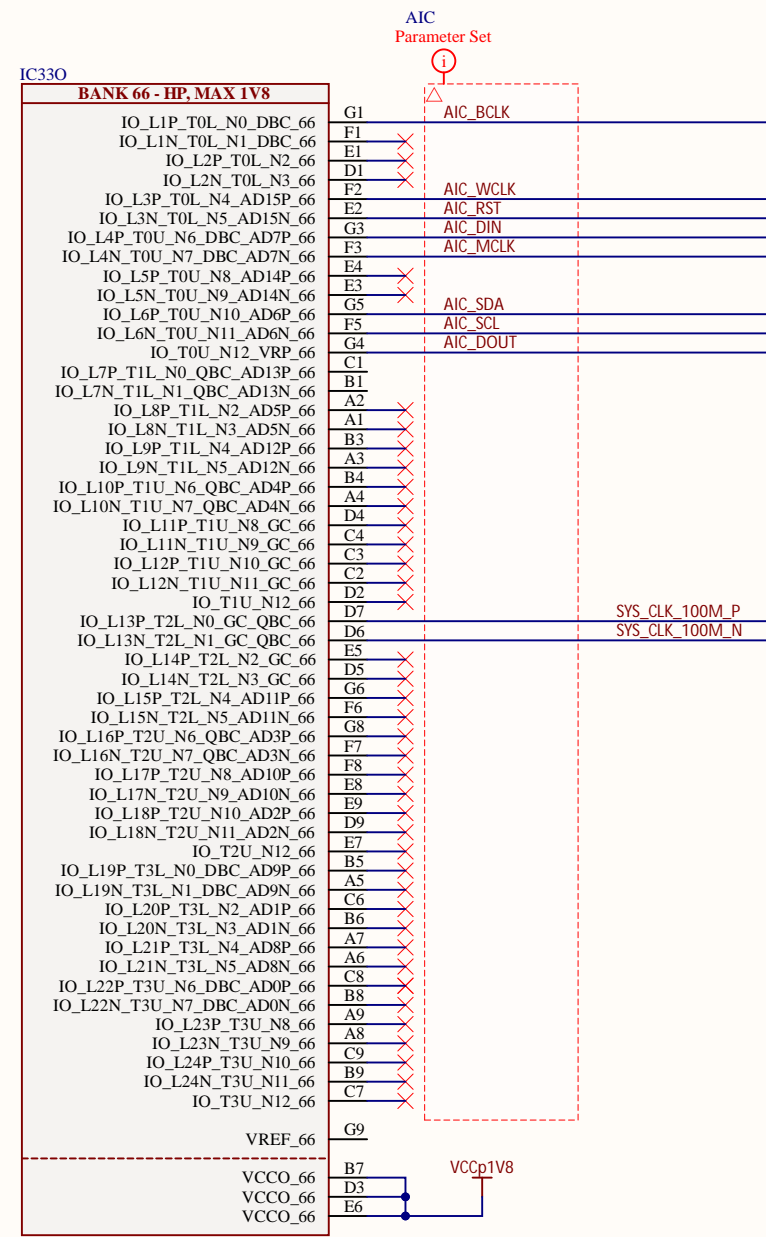 AIC
Parameter Set
i
IC33O
BANK 66 - HP, MAX 1V8
IO_L1P_T0L_N0_DBC_66 G1 AIC_BCLK
IO_L1N_T0L_N1_DBC_66 F1
IO_L2P_T0L_N2_66 E1
IO_L2N_T0L_N3_66 D1
IO_L3P_T0L_N4_AD15P_66 F2 AIC_WCLK
IO_L3N_T0L_N5_AD15N_66 E2 AIC_RST
IO_L4P_T0U_N6_DBC_AD7P_66 G3 AIC_DIN
IO_L4N_T0U_N7_DBC_AD7N_66 F3 AIC_MCLK
IO_L5P_T0U_N8_AD14P_66 E4
IO_L5N_T0U_N9_AD14N_66 E3
IO_L6P_T0U_N10_AD6P_66 G5 AIC_SDA
IO_L6N_T0U_N11_AD6N_66 F5 AIC_SCL
IO_T0U_N12_VRP_66 G4 AIC_DOUT
IO_L7P_T1L_N0_QBC_AD13P_66 C1
IO_L7N_T1L_N1_QBC_AD13N_66 B1
IO_L8P_T1L_N2_AD5P_66 A2
IO_L8N_T1L_N3_AD5N_66 A1
IO_L9P_T1L_N4_AD12P_66 B3
IO_L9N_T1L_N5_AD12N_66 A3
IO_L10P_T1U_N6_QBC_AD4P_66 B4
IO_L10N_T1U_N7_QBC_AD4N_66 A4
IO_L11P_T1U_N8_GC_66 D4
IO_L11N_T1U_N9_GC_66 C4
IO_L12P_T1U_N10_GC_66 C3
IO_L12N_T1U_N11_GC_66 C2
IO_T1U_N12_66 D2
IO_L13P_T2L_N0_GC_QBC_66 D7 SYS_CLK_100M_P
IO_L13N_T2L_N1_GC_QBC_66 D6 SYS_CLK_100M_N
IO_L14P_T2L_N2_GC_66 E5
IO_L14N_T2L_N3_GC_66 D5
IO_L15P_T2L_N4_AD11P_66 G6
IO_L15N_T2L_N5_AD11N_66 F6
IO_L16P_T2U_N6_QBC_AD3P_66 G8
IO_L16N_T2U_N7_QBC_AD3N_66 F7
IO_L17P_T2U_N8_AD10P_66 F8
IO_L17N_T2U_N9_AD10N_66 E8
IO_L18P_T2U_N10_AD2P_66 E9
IO_L18N_T2U_N11_AD2N_66 D9
IO_T2U_N12_66 E7
IO_L19P_T3L_N0_DBC_AD9P_66 B5
IO_L19N_T3L_N1_DBC_AD9N_66 A5
IO_L20P_T3L_N2_AD1P_66 C6
IO_L20N_T3L_N3_AD1N_66 B6
IO_L21P_T3L_N4_AD8P_66 A7
IO_L21N_T3L_N5_AD8N_66 A6
IO_L22P_T3U_N6_DBC_AD0P_66 C8
IO_L22N_T3U_N7_DBC_AD0N_66 B8
IO_L23P_T3U_N8_66 A9
IO_L23N_T3U_N9_66 A8
IO_L24P_T3U_N10_66 C9
IO_L24N_T3U_N11_66 B9
IO_T3U_N12_66 C7
VREF_66 G9
VCCO_66 B7 VCCp1V8
VCCO_66 D3
VCCO_66 E6